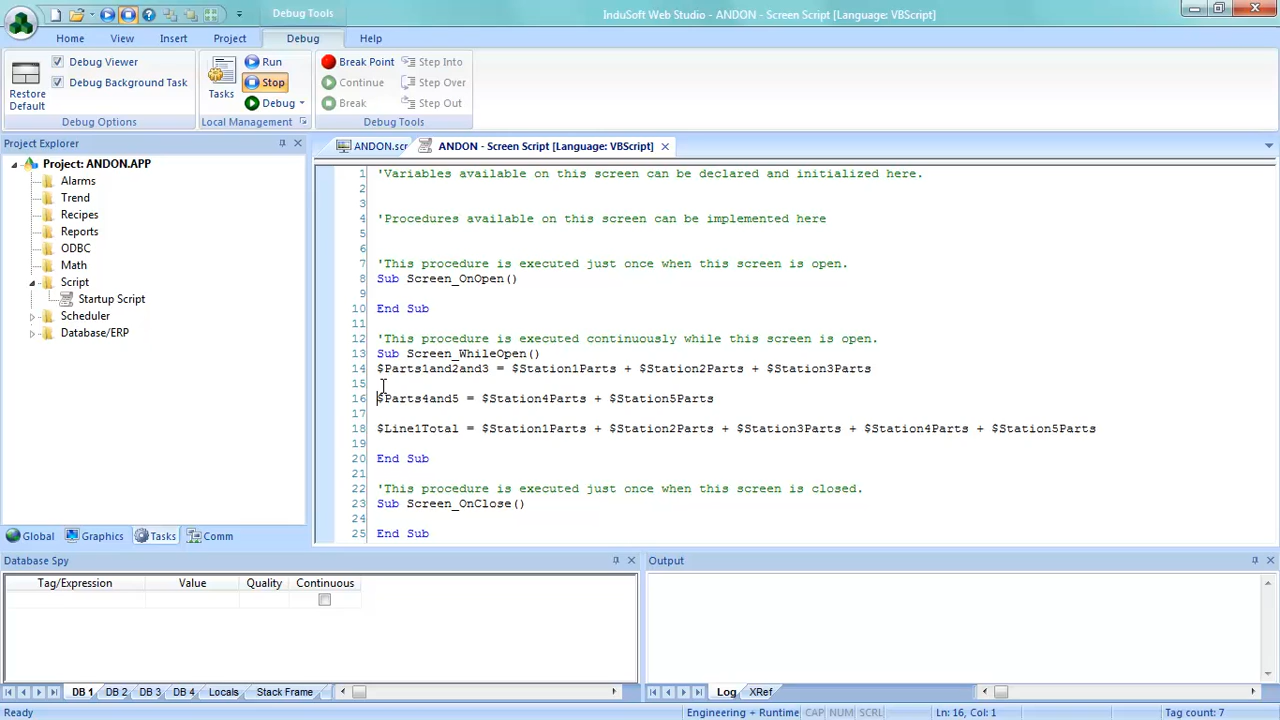 Debug Tools
InduSoft Web Studio - ANDON - Screen Script [Language: VBScript]
Home View Insert Project Debug Help
Debug Viewer
Debug Background Task
Restore Default
Debug Options
Tasks
Run
Stop
Debug
Local Management
Break Point
Continue
Break
Step Into
Step Over
Step Out
Debug Tools
Project Explorer
Project: ANDON.APP
Alarms
Trend
Recipes
Reports
ODBC
Math
Script
Startup Script
Scheduler
Database/ERP
Global Graphics Tasks Comm
ANDON.scr
ANDON - Screen Script [Language: VBScript]
1 'Variables available on this screen can be declared and initialized here.
2
3
4 'Procedures available on this screen can be implemented here
5
6
7 'This procedure is executed just once when this screen is open.
8 Sub Screen_OnOpen()
9
10 End Sub
11
12 'This procedure is executed continuously while this screen is open.
13 Sub Screen_WhileOpen()
14 $Parts1and2and3 = $Station1Parts + $Station2Parts + $Station3Parts
15
16 $Parts4and5 = $Station4Parts + $Station5Parts
17
18 $Line1Total = $Station1Parts + $Station2Parts + $Station3Parts + $Station4Parts + $Station5Parts
19
20 End Sub
21
22 'This procedure is executed just once when this screen is closed.
23 Sub Screen_OnClose()
24
25 End Sub
Database Spy
Tag/Expression Value Quality Continuous
DB 1 DB 2 DB 3 DB 4 Locals Stack Frame
Output
Log XRef
Ready
Engineering + Runtime CAP NUM SCRL Ln: 16, Col: 1 Tag count: 7